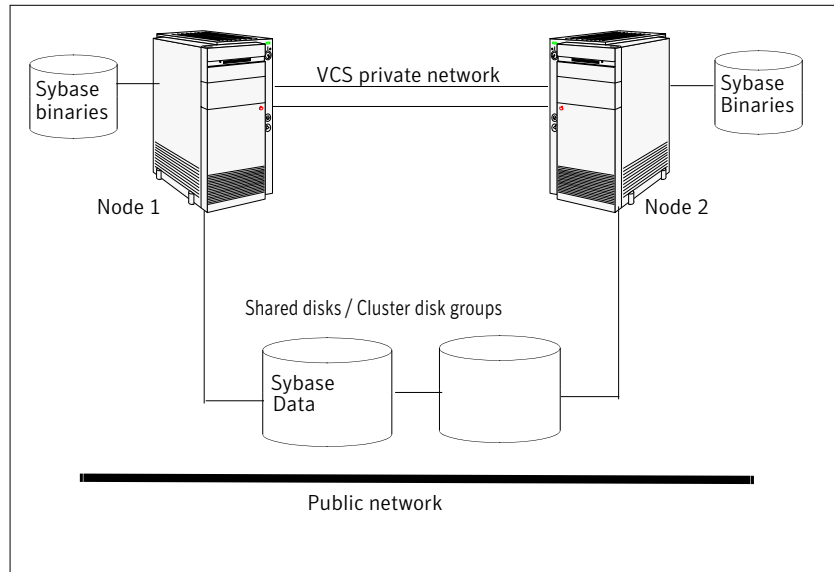 VCS private network
Sybase
binaries
Sybase
Binaries
Node 1
Node 2
Shared disks / Cluster disk groups
Sybase
Data
Public network